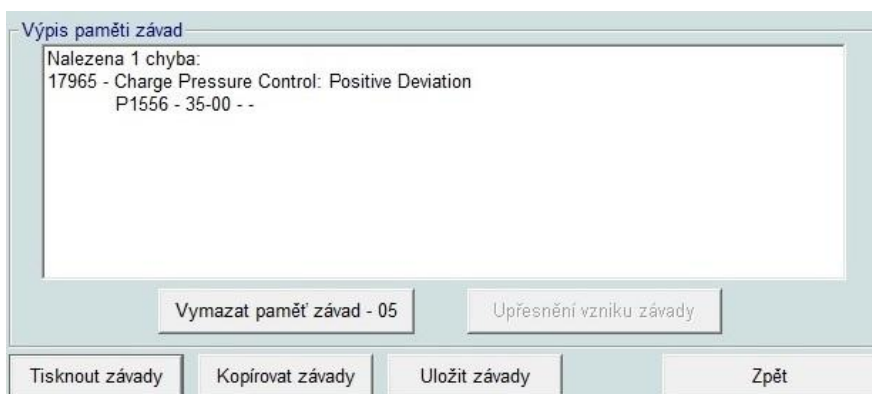 Výpis paměti závad
Nalezena 1 chyba:
17965 - Charge Pressure Control: Positive Deviation
P1556 - 35-00 - -
Vymazat paměť závad - 05
Upřesnění vzniku závady
Tisknout závady
Kopírovat závady
Uložit závady
Zpět